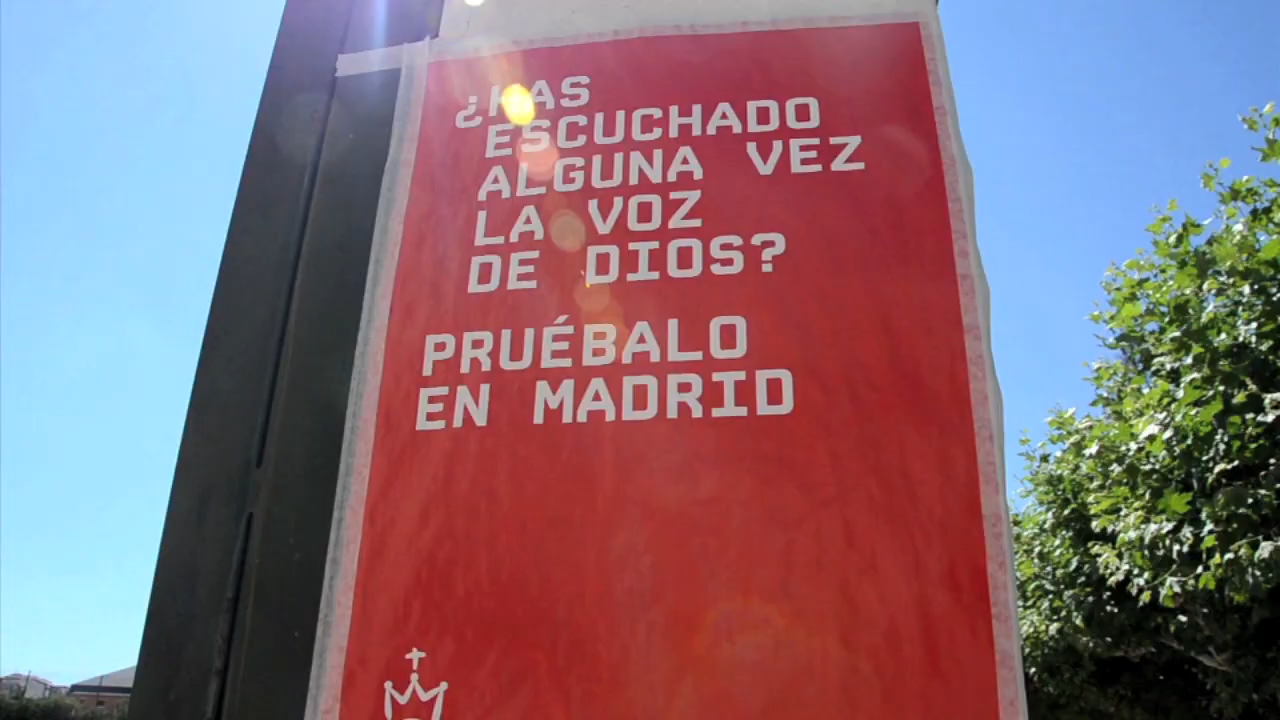 ¿HAS
ESCUCHADO
ALGUNA VEZ
LA VOZ
DE DIOS?
PRUÉBALO
EN MADRID